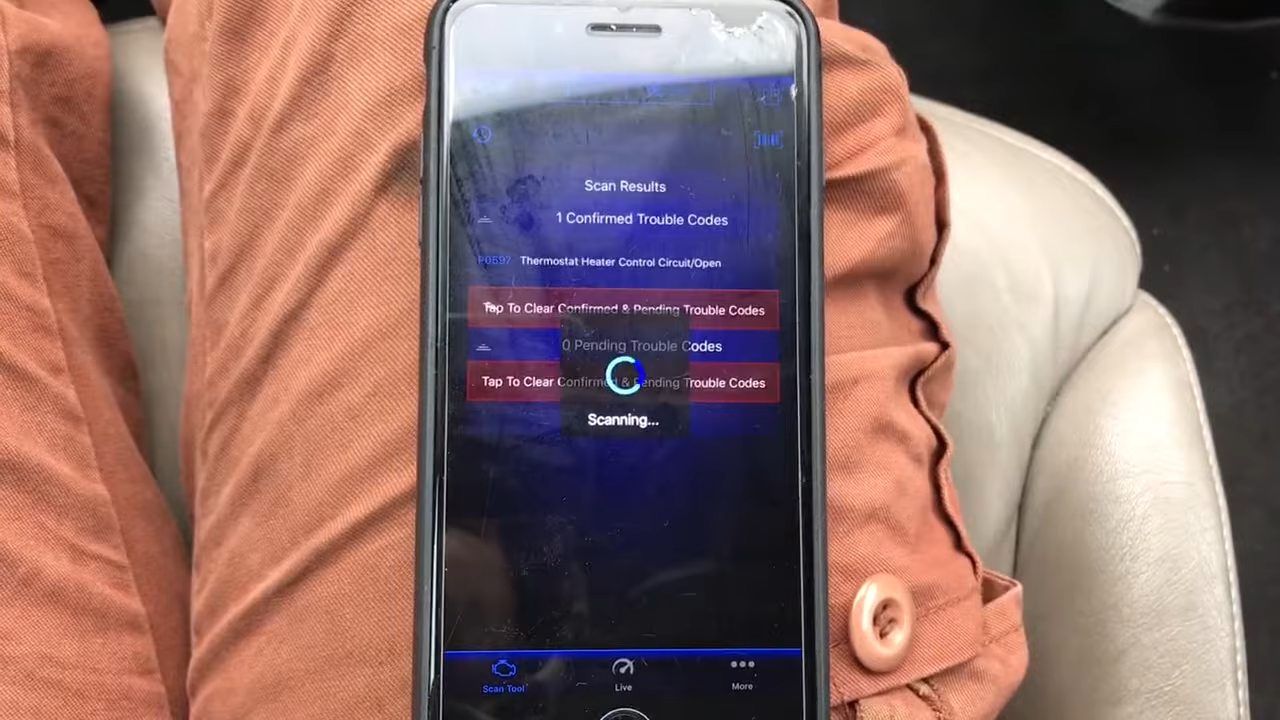 Scan Results
1 Confirmed Trouble Codes
P0597 Thermostat Heater Control Circuit/Open
Tap To Clear Confirmed & Pending Trouble Codes
0 Pending Trouble Codes
Tap To Clear Confirmed & Pending Trouble Codes
Scanning...
Scan Tool
Live
More